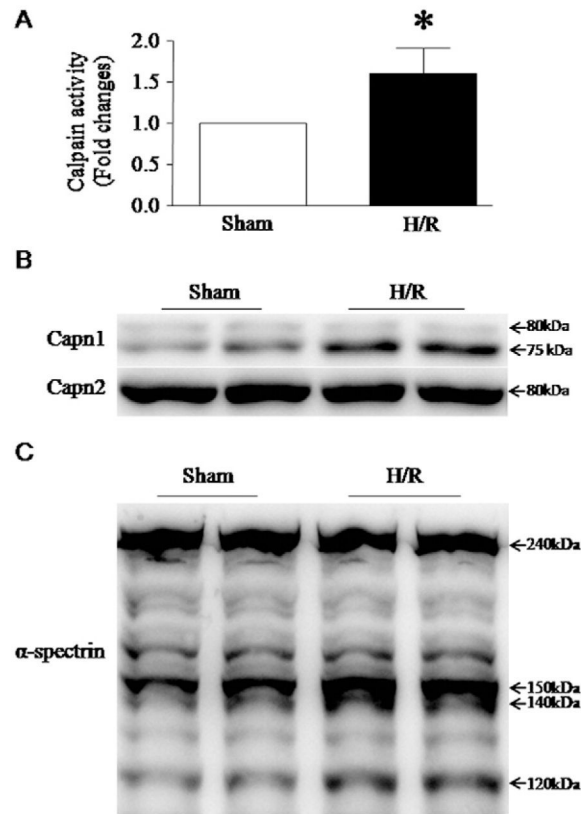 A
*
Calpain activity
(Fold changes)
2.0
1.5
1.0
0.5
0.0
Sham H/R
B
Sham H/R
Capn1
←80kDa
←75 kDa
Capn2
←80kDa
C
Sham H/R
α-spectrin
←240kDa
←150kDa
←140kDa
←120kDa